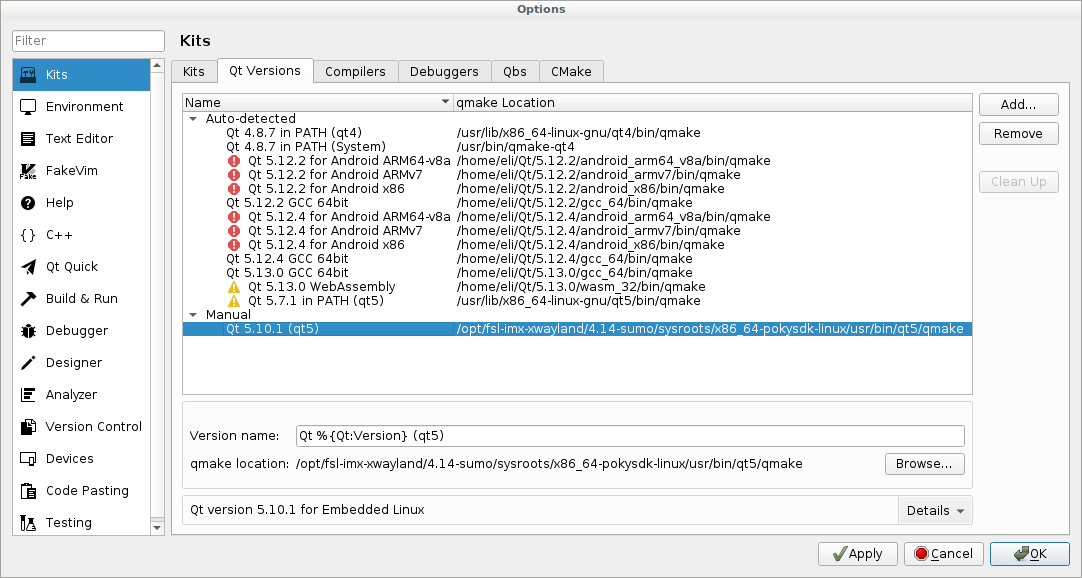 Options
Filter
Kits
Environment
Text Editor
FakeVim
Help
C++
Qt Quick
Build & Run
Debugger
Designer
Analyzer
Version Control
Devices
Code Pasting
Testing
Kits
Kits Qt Versions Compilers Debuggers Qbs CMake
Name qmake Location
Auto-detected
Qt 4.8.7 in PATH (qt4) /usr/lib/x86_64-linux-gnu/qt4/bin/qmake
Qt 4.8.7 in PATH (System) /usr/bin/qmake-qt4
Qt 5.12.2 for Android ARM64-v8a /home/eli/Qt/5.12.2/android_arm64_v8a/bin/qmake
Qt 5.12.2 for Android ARMv7 /home/eli/Qt/5.12.2/android_armv7/bin/qmake
Qt 5.12.2 for Android x86 /home/eli/Qt/5.12.2/android_x86/bin/qmake
Qt 5.12.2 GCC 64bit /home/eli/Qt/5.12.2/gcc_64/bin/qmake
Qt 5.12.4 for Android ARM64-v8a /home/eli/Qt/5.12.4/android_arm64_v8a/bin/qmake
Qt 5.12.4 for Android ARMv7 /home/eli/Qt/5.12.4/android_armv7/bin/qmake
Qt 5.12.4 for Android x86 /home/eli/Qt/5.12.4/android_x86/bin/qmake
Qt 5.12.4 GCC 64bit /home/eli/Qt/5.12.4/gcc_64/bin/qmake
Qt 5.13.0 GCC 64bit /home/eli/Qt/5.13.0/gcc_64/bin/qmake
Qt 5.13.0 WebAssembly /home/eli/Qt/5.13.0/wasm_32/bin/qmake
Qt 5.7.1 in PATH (qt5) /usr/lib/x86_64-linux-gnu/qt5/bin/qmake
Manual
Qt 5.10.1 (qt5) /opt/fsl-imx-xwayland/4.14-sumo/sysroots/x86_64-pokysdk-linux/usr/bin/qt5/qmake
Add...
Remove
Clean Up
Version name: Qt %{Qt:Version} (qt5)
qmake location: /opt/fsl-imx-xwayland/4.14-sumo/sysroots/x86_64-pokysdk-linux/usr/bin/qt5/qmake Browse...
Qt version 5.10.1 for Embedded Linux Details
Apply Cancel OK